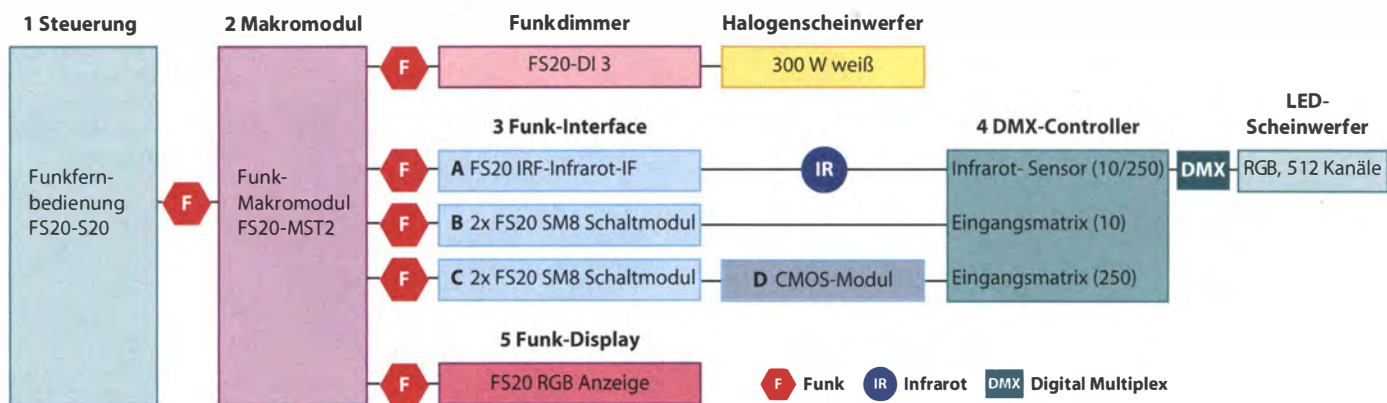 1 Steuerung
2 Makromodul
Funkdimmer
Halogenscheinwerfer
F
FS20-DI 3
300 W weiß
3 Funk-Interface
4 DMX-Controller
LED-
Scheinwerfer
Funkfern-
bedienung
FS20-S20
F
Funk-
Makromodul
FS20-MST2
F
A FS20 IRF-Infrarot-IF
IR
Infrarot- Sensor (10/250)
DMX
RGB, 512 Kanäle
F
B 2x FS20 SM8 Schaltmodul
Eingangsmatrix (10)
F
C 2x FS20 SM8 Schaltmodul
D CMOS-Modul
Eingangsmatrix (250)
5 Funk-Display
F
FS20 RGB Anzeige
F Funk
IR Infrarot
DMX Digital Multiplex